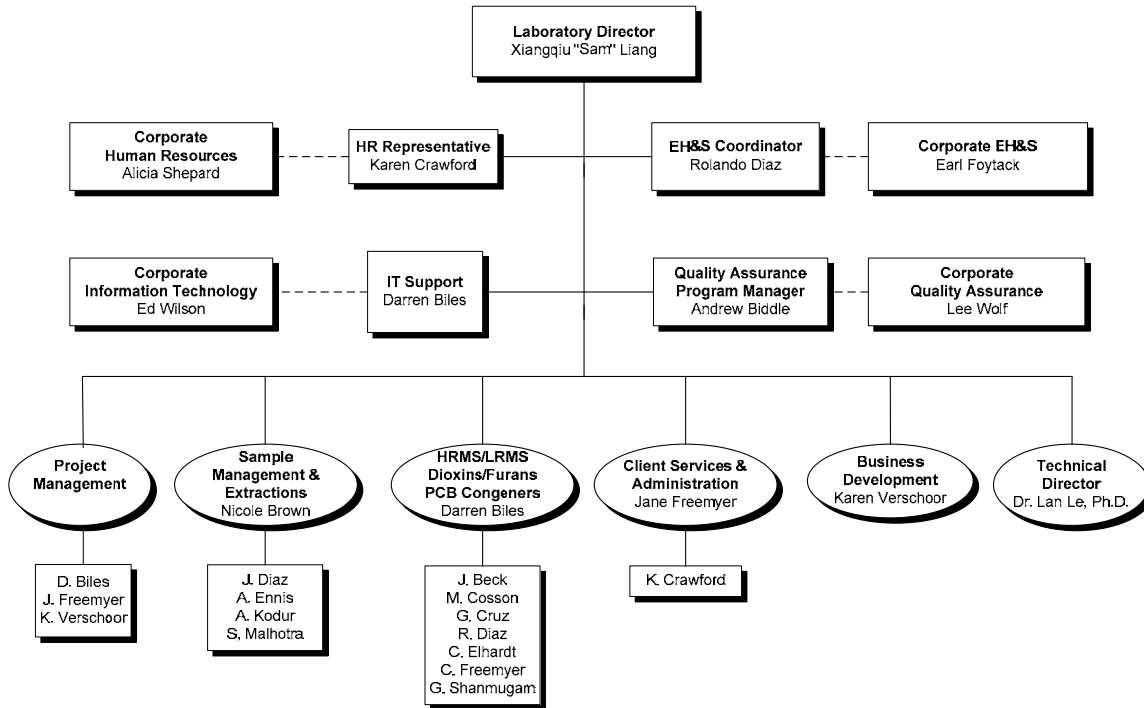 Laboratory Director
Xiangqiu "Sam" Liang
Corporate
Human Resources
Alicia Shepard
HR Representative
Karen Crawford
EH&S Coordinator
Rolando Diaz
Corporate EH&S
Earl Foytack
Corporate
Information Technology
Ed Wilson
IT Support
Darren Biles
Quality Assurance
Program Manager
Andrew Biddle
Corporate
Quality Assurance
Lee Wolf
Project
Management
Sample
Management &
Extractions
Nicole Brown
HRMS/LRMS
Dioxins/Furans
PCB Congeners
Darren Biles
Client Services &
Administration
Jane Freemyer
Business
Development
Karen Verschoor
Technical
Director
Dr. Lan Le, Ph.D.
D. Biles
J. Freemyer
K. Verschoor
J. Diaz
A. Ennis
A. Kodur
S, Malhotra
J. Beck
M. Cosson
G. Cruz
R. Diaz
C. Elhardt
C. Freemyer
G. Shanmugam
K. Crawford